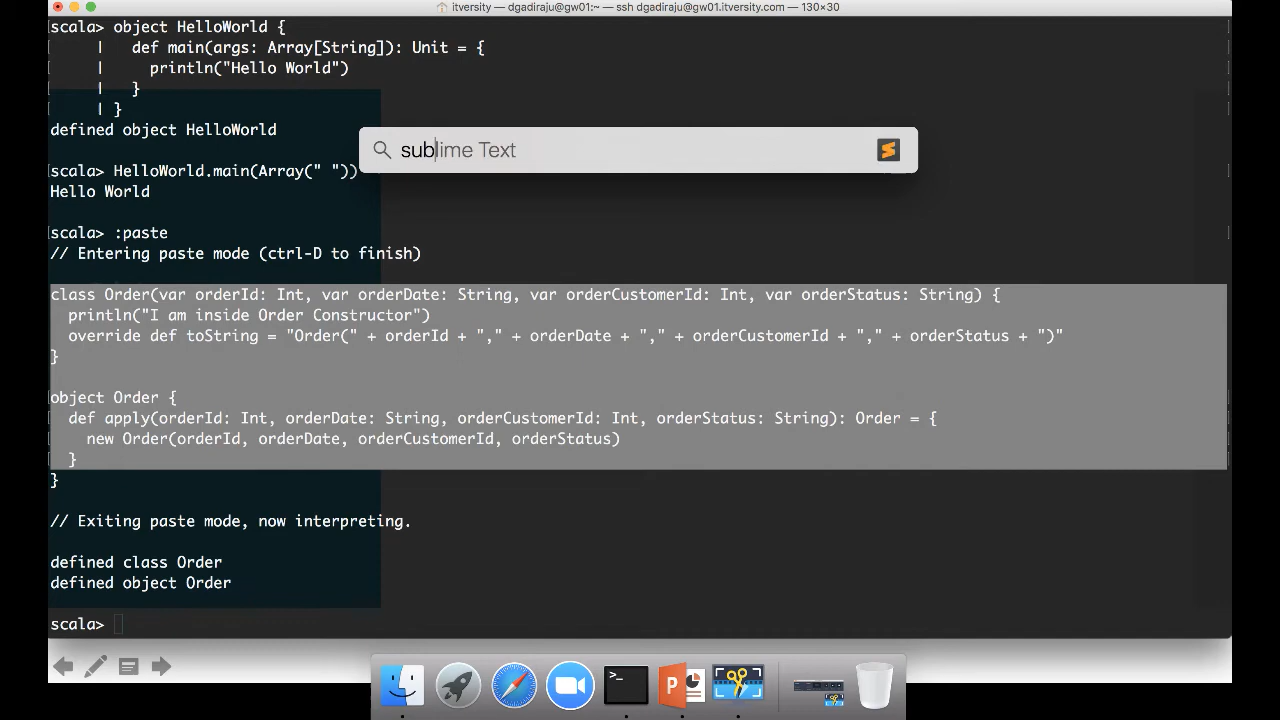 itversity — dgadiraju@gw01:~ — ssh dgadiraju@gw01.itversity.com — 130×30
[scala> object HelloWorld {
[     |   def main(args: Array[String]): Unit = {
[     |     println("Hello World")
[     |   }
[     | }
defined object HelloWorld
sublime Text
[scala> HelloWorld.main(Array(" "))
Hello World
[scala> :paste
// Entering paste mode (ctrl-D to finish)
class Order(var orderId: Int, var orderDate: String, var orderCustomerId: Int, var orderStatus: String) {
  println("I am inside Order Constructor")
  override def toString = "Order(" + orderId + "," + orderDate + "," + orderCustomerId + "," + orderStatus + ")"
}
object Order {
  def apply(orderId: Int, orderDate: String, orderCustomerId: Int, orderStatus: String): Order = {
    new Order(orderId, orderDate, orderCustomerId, orderStatus)
  }
}
// Exiting paste mode, now interpreting.
defined class Order
defined object Order
scala>